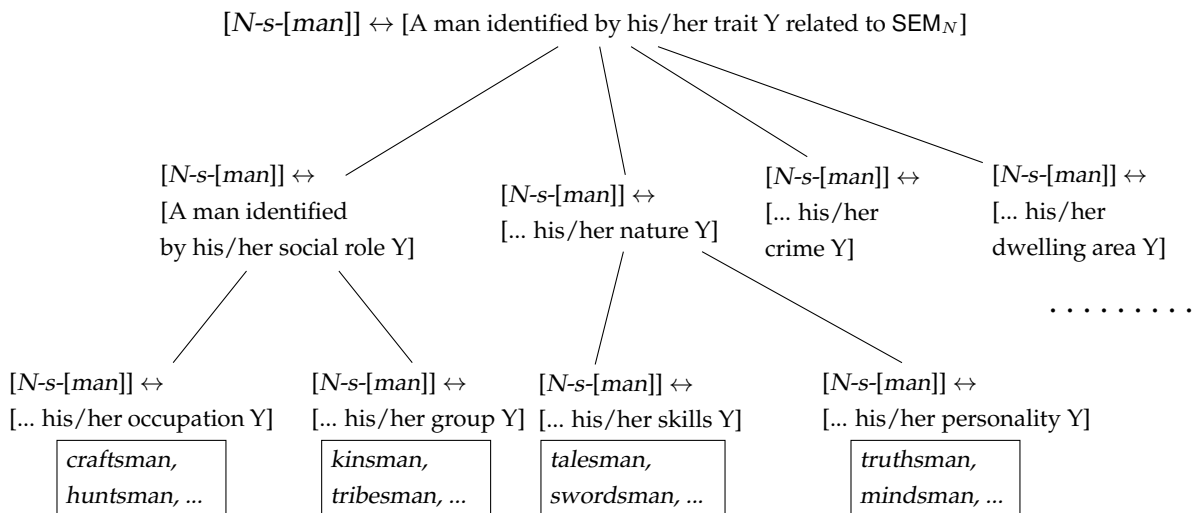 [N-s-[man]] ↔ [A man identified by his/her trait Y related to SEM_N]
[N-s-[man]] ↔
[A man identified
by his/her social role Y]
[N-s-[man]] ↔
[... his/her nature Y]
[N-s-[man]] ↔
[... his/her
crime Y]
[N-s-[man]] ↔
[... his/her
dwelling area Y]
. . . . . . . . .
[N-s-[man]] ↔
[... his/her occupation Y]
craftsman,
huntsman, ...
[N-s-[man]] ↔
[... his/her group Y]
kinsman,
tribesman, ...
[N-s-[man]] ↔
[... his/her skills Y]
talesman,
swordsman, ...
[N-s-[man]] ↔
[... his/her personality Y]
truthsman,
mindsman, ...